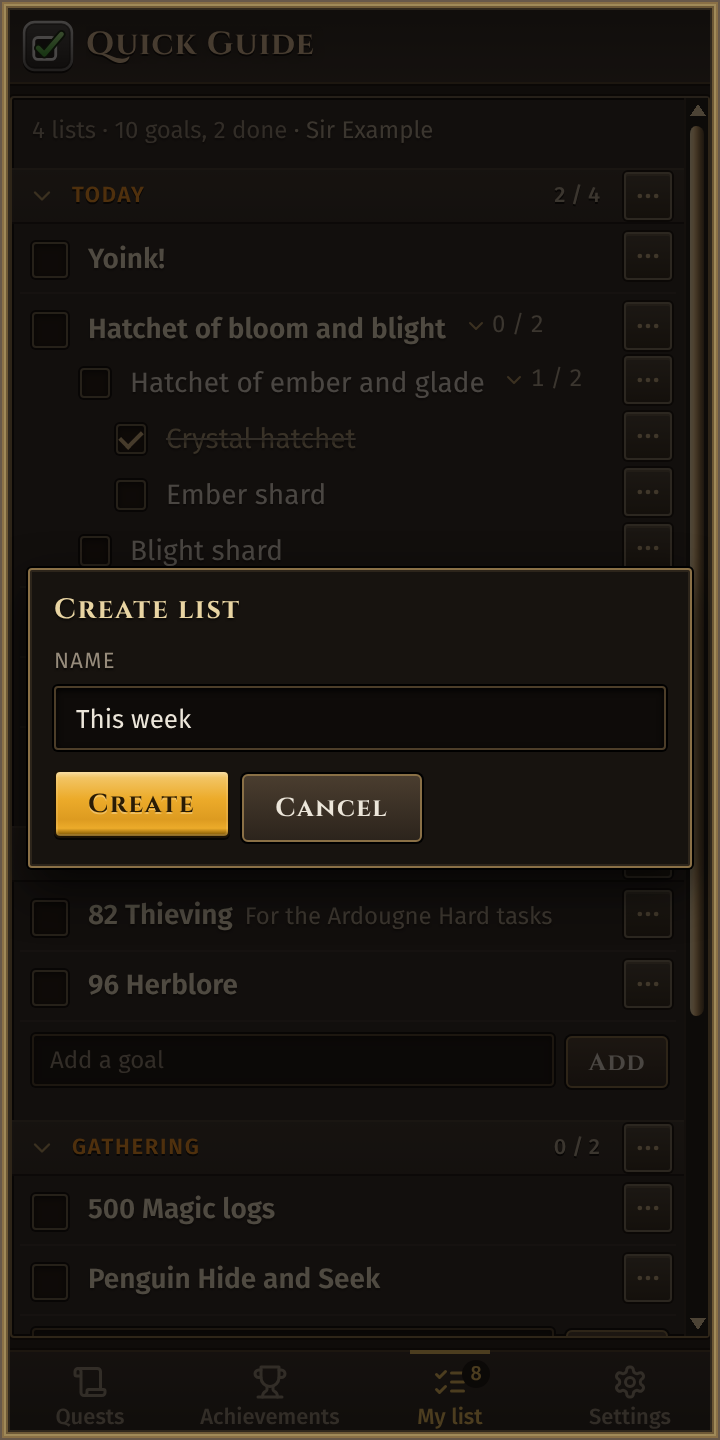 Quick Guide
4 lists · 10 goals, 2 done · Sir Example
TODAY 2 / 4
Yoink!
Hatchet of bloom and blight 0 / 2
Hatchet of ember and glade 1 / 2
Crystal hatchet
Ember shard
Blight shard
Create list
NAME
This week
Create Cancel
82 Thieving For the Ardougne Hard tasks
96 Herblore
Add a goal Add
GATHERING 0 / 2
500 Magic logs
Penguin Hide and Seek
8
Quests Achievements My list Settings